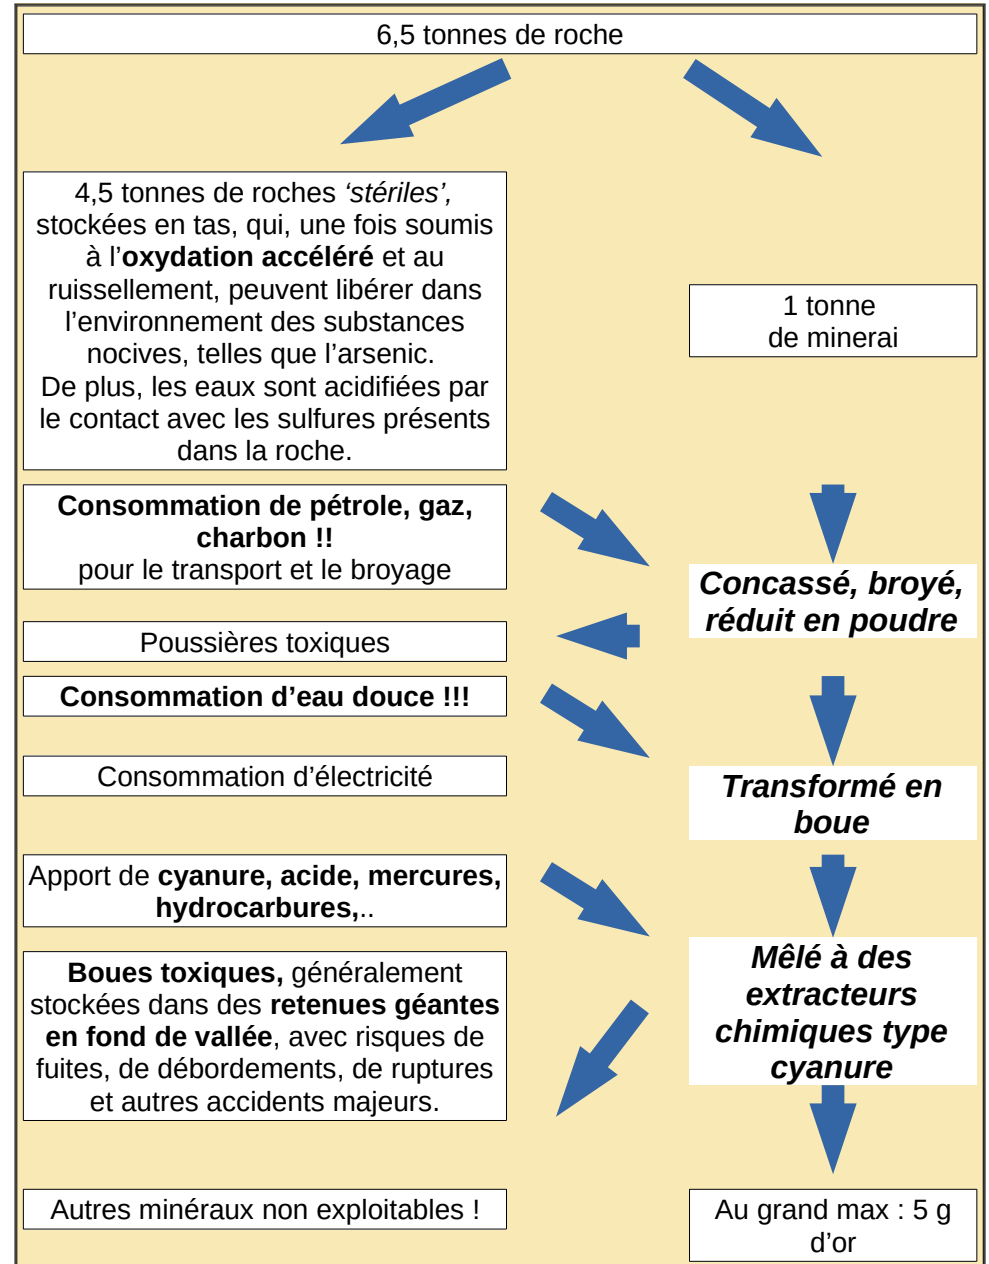 6,5 tonnes de roche
4,5 tonnes de roches ‘stériles’,
stockées en tas, qui, une fois soumis
à l’oxydation accéléré et au
ruissellement, peuvent libérer dans
l’environnement des substances
nocives, telles que l’arsenic.
De plus, les eaux sont acidifiées par
le contact avec les sulfures présents
dans la roche.
1 tonne
de minerai
Consommation de pétrole, gaz,
charbon !!
pour le transport et le broyage
Concassé, broyé,
réduit en poudre
Poussières toxiques
Consommation d’eau douce !!!
Consommation d’électricité
Transformé en
boue
Apport de cyanure, acide, mercures,
hydrocarbures,..
Mêlé à des
extracteurs
chimiques type
cyanure
Boues toxiques, généralement
stockées dans des retenues géantes
en fond de vallée, avec risques de
fuites, de débordements, de ruptures
et autres accidents majeurs.
Autres minéraux non exploitables !
Au grand max : 5 g
d’or